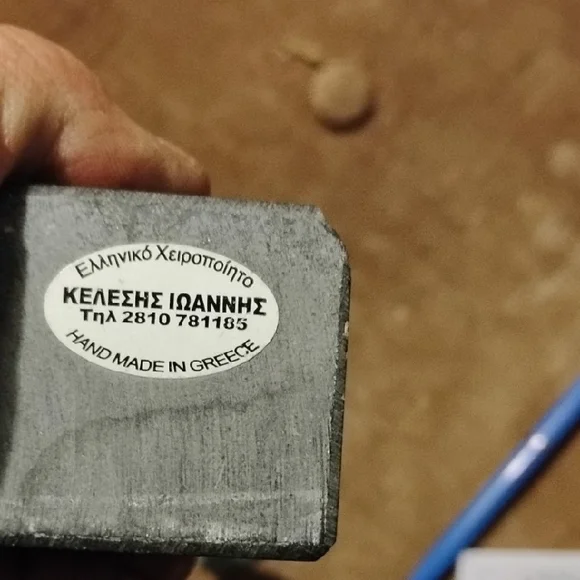 Ελληνικό Χειροποίητο
ΚΕΛΕΣΗΣ ΙΩΑΝΝΗΣ
Τηλ 2810 781185
HAND MADE IN GREECE